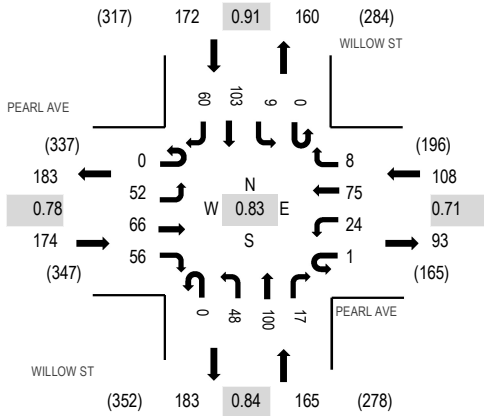 (317) 172 0.91 160 (284)
WILLOW ST
PEARL AVE
60 103 9 0
(337) (196)
183 0 8 108
0.78 52 75 0.71
N
W 0.83 E
S
174 66 24 93
(347) 56 1 (165)
0 48 100 17
PEARL AVE
WILLOW ST
(352) 183 0.84 165 (278)